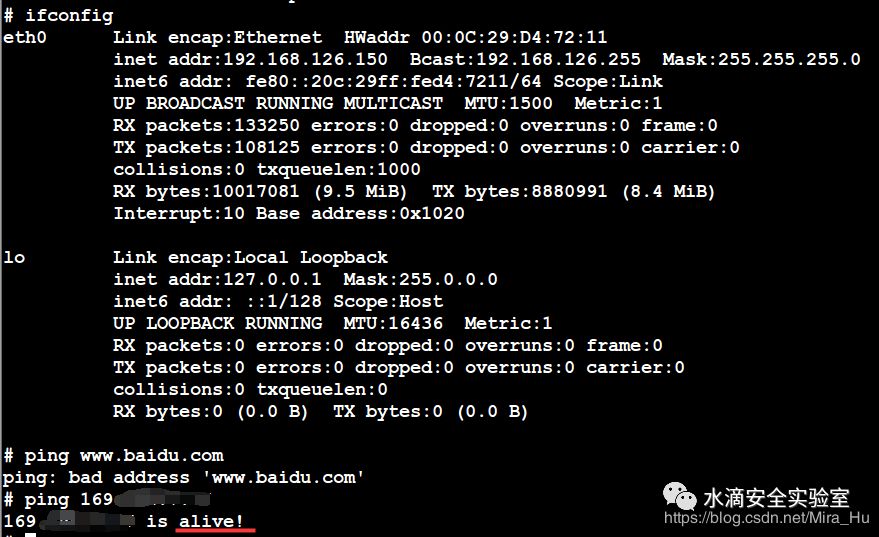 # ifconfig
eth0 Link encap:Ethernet HWaddr 00:0C:29:D4:72:11
inet addr:192.168.126.150 Bcast:192.168.126.255 Mask:255.255.255.0
inet6 addr: fe80::20c:29ff:fed4:7211/64 Scope:Link
UP BROADCAST RUNNING MULTICAST MTU:1500 Metric:1
RX packets:133250 errors:0 dropped:0 overruns:0 frame:0
TX packets:108125 errors:0 dropped:0 overruns:0 carrier:0
collisions:0 txqueuelen:1000
RX bytes:10017081 (9.5 MiB) TX bytes:8880991 (8.4 MiB)
Interrupt:10 Base address:0x1020
lo Link encap:Local Loopback
inet addr:127.0.0.1 Mask:255.0.0.0
inet6 addr: ::1/128 Scope:Host
UP LOOPBACK RUNNING MTU:16436 Metric:1
RX packets:0 errors:0 dropped:0 overruns:0 frame:0
TX packets:0 errors:0 dropped:0 overruns:0 carrier:0
collisions:0 txqueuelen:0
RX bytes:0 (0.0 B) TX bytes:0 (0.0 B)
# ping www.baidu.com
ping: bad address 'www.baidu.com'
# ping 169
169 is alive!
#
水滴安全实验室
https://blog.csdn.net/Mira_Hu